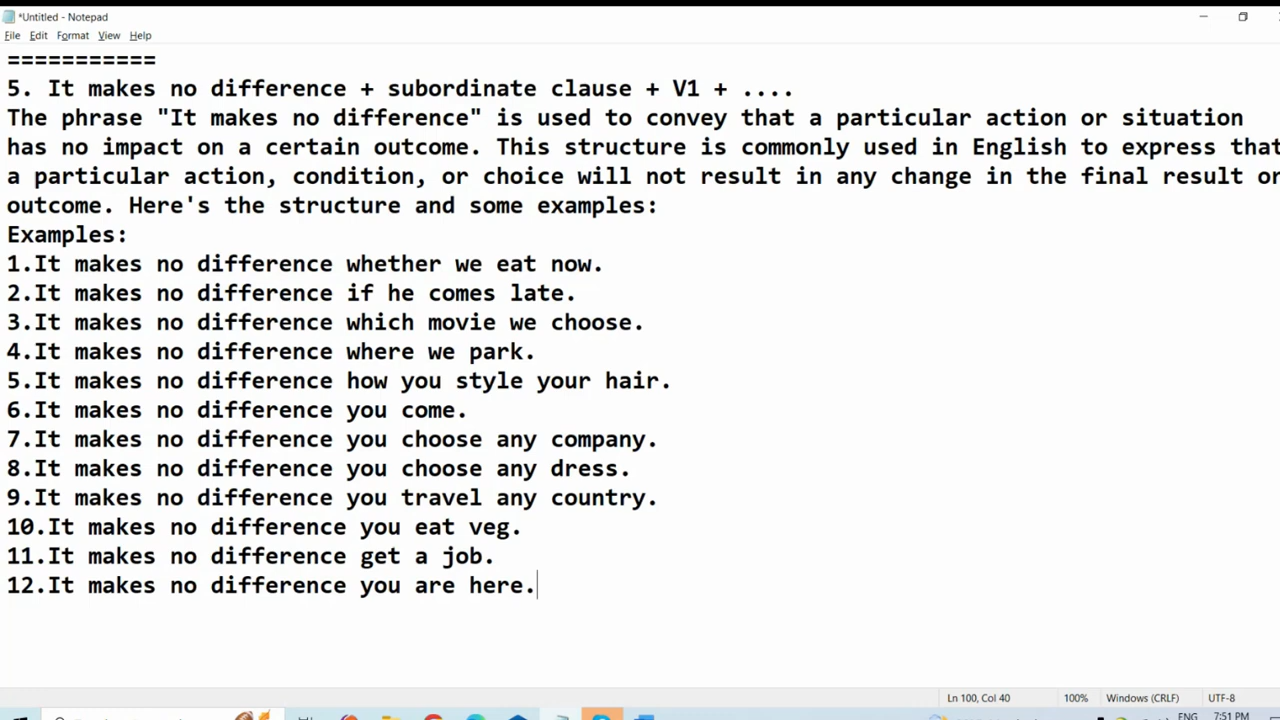 *Untitled - Notepad
File Edit Format View Help
===========
5. It makes no difference + subordinate clause + V1 + ....
The phrase "It makes no difference" is used to convey that a particular action or situation
has no impact on a certain outcome. This structure is commonly used in English to express that
a particular action, condition, or choice will not result in any change in the final result or
outcome. Here's the structure and some examples:
Examples:
1.It makes no difference whether we eat now.
2.It makes no difference if he comes late.
3.It makes no difference which movie we choose.
4.It makes no difference where we park.
5.It makes no difference how you style your hair.
6.It makes no difference you come.
7.It makes no difference you choose any company.
8.It makes no difference you choose any dress.
9.It makes no difference you travel any country.
10.It makes no difference you eat veg.
11.It makes no difference get a job.
12.It makes no difference you are here.
Ln 100, Col 40 100% Windows (CRLF) UTF-8
ENG 7:51 PM